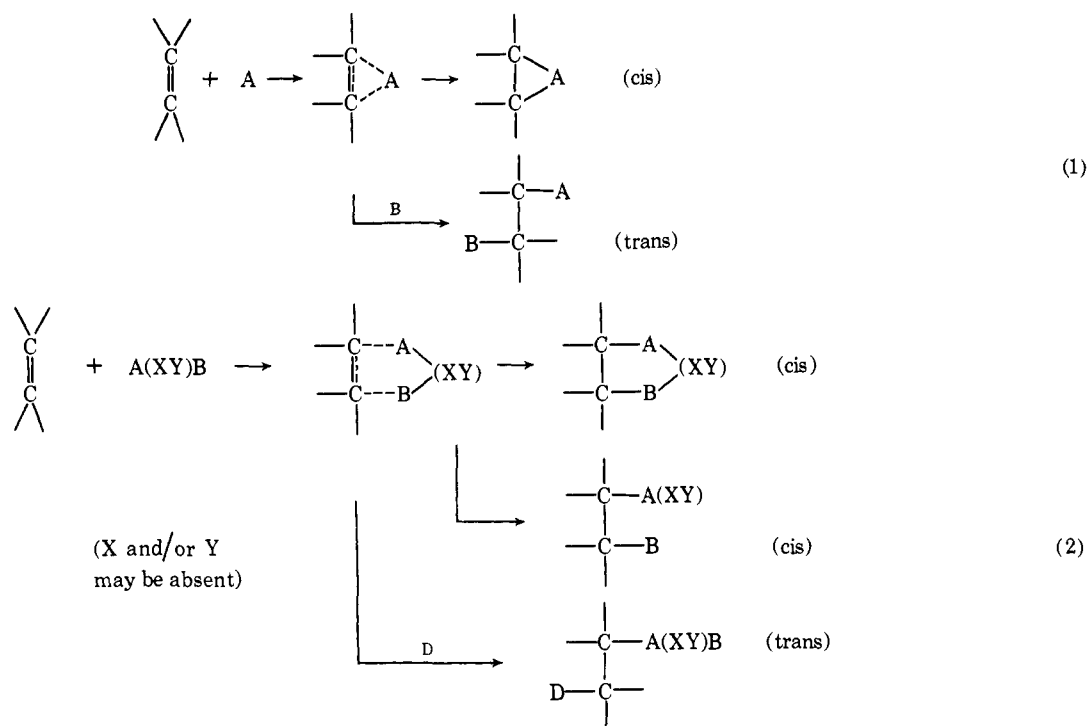 C C + A → C C A → C C A (cis)
(1)
B C A
B C (trans)
C C + A(XY)B → C A (XY) C B → C A (XY) C B (cis)
C A(XY)
(X and/or Y
may be absent)
C B (cis) (2)
D C A(XY)B (trans)
D C